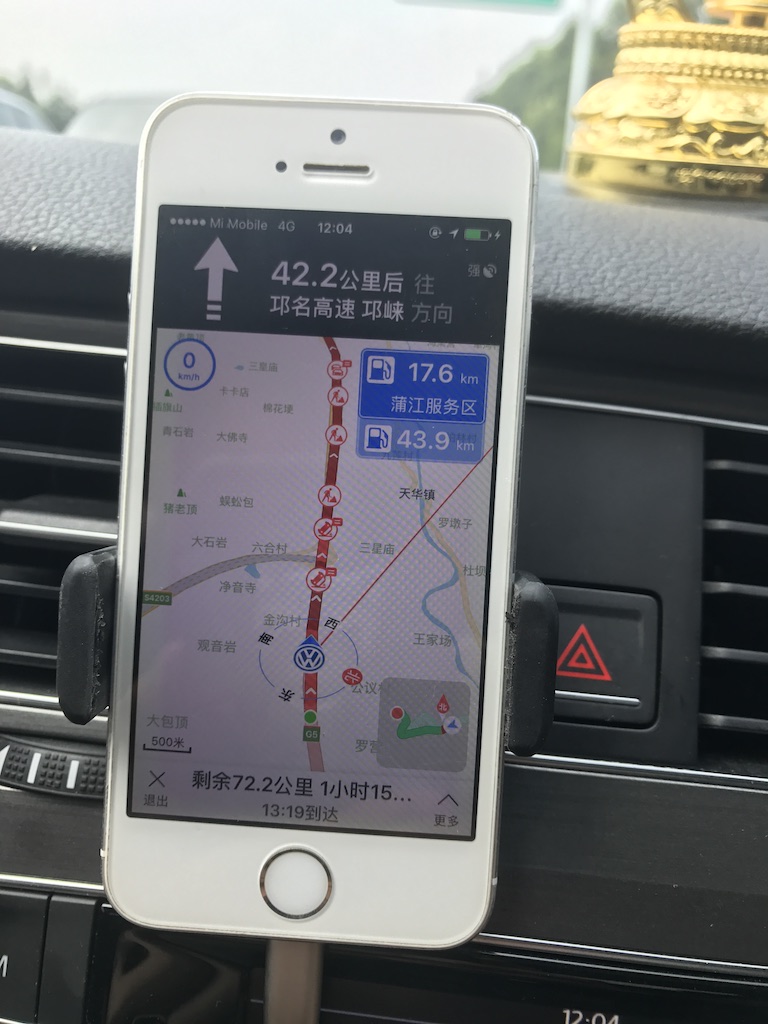 Mi Mobile 4G 12:04
42.2公里后 往
强
邛名高速 邛崃 方向
0
km/h
17.6 km
蒲江服务区
43.9 km
三皇庙
卡卡店
棉花埂
青石岩
大佛寺
天华镇
猪老顶
蜈蚣包
罗墩子
大石岩
六合村
三星庙
杜坝
净音寺
S4203
金沟村
西
南
王家场
观音岩
北
东
公议
北
大包顶
G5
500米
剩余72.2公里 1小时15...
退出
13:19到达
更多
M
12:04